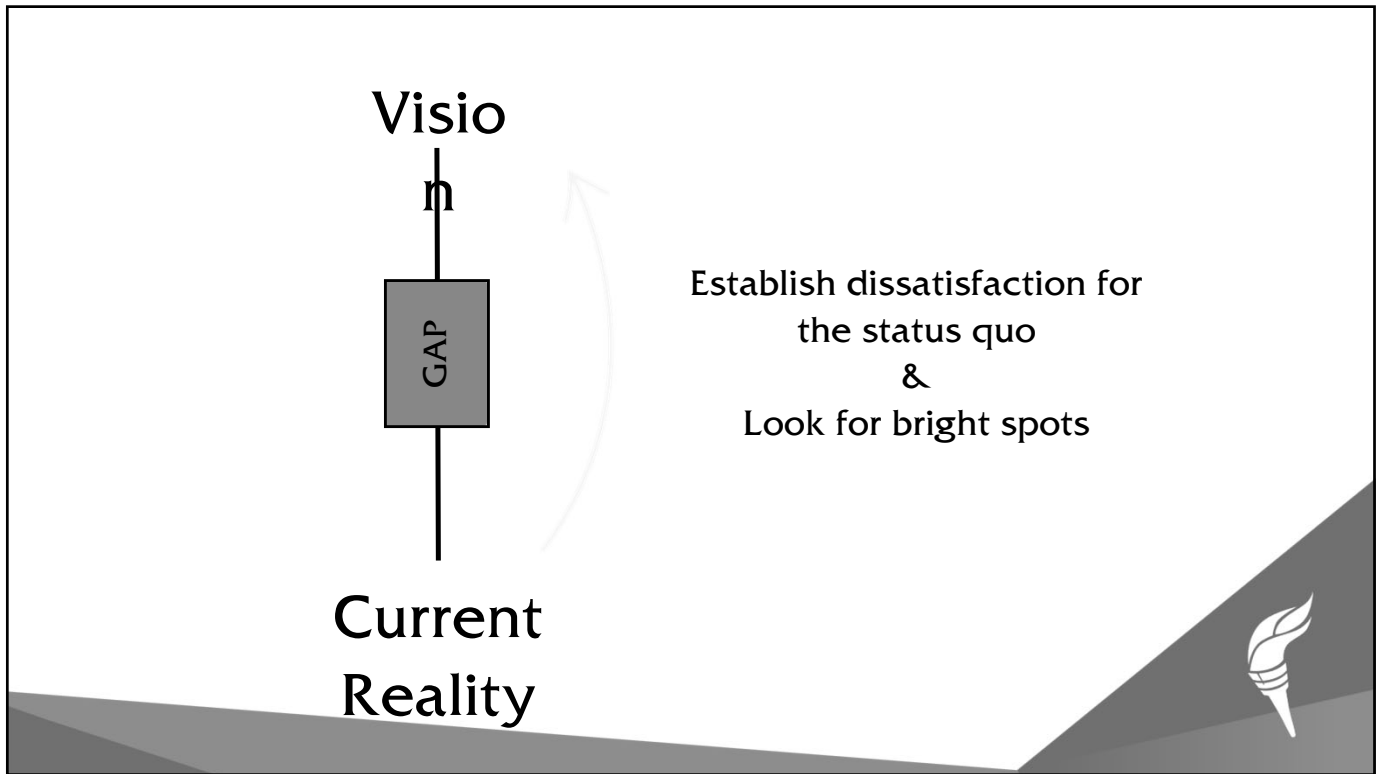 Visio
n
GAP
Current
Reality
Establish dissatisfaction for
the status quo
&
Look for bright spots